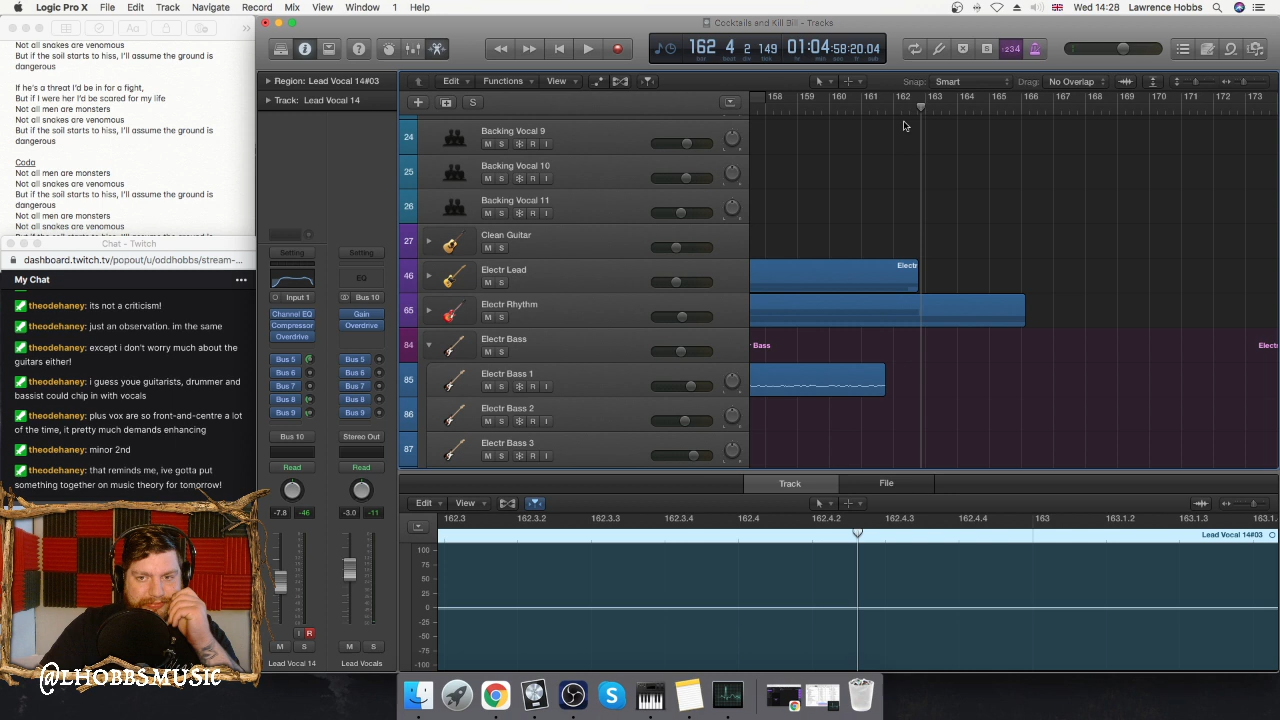 Logic Pro X File Edit Track Navigate Record Mix View Window 1 Help
Wed 14:28 Lawrence Hobbs
Cocktails and Kill Bill - Tracks
162 4 2 149 01:04:58:20.04
bar beat div tick hr min
1234
Not all snakes are venomous
But if the soil starts to hiss, I'll assume the ground is
dangerous
If he's a threat I'd be in for a fight,
But if I were her I'd be scared for my life
Not all men are monsters
Not all snakes are venomous
But if the soil starts to hiss, I'll assume the ground is
dangerous
Coda
Not all men are monsters
Not all snakes are venomous
But if the soil starts to hiss, I'll assume the ground is
dangerous
Not all men are monsters
Not all snakes are venomous
Chat - Twitch
dashboard.twitch.tv/popout/u/oddhobbs/stream-...
My Chat
theodehaney: its not a criticism!
theodehaney: just an observation. im the same
theodehaney: except i don't worry much about the
guitars either!
theodehaney: i guess youe guitarists, drummer and
bassist could chip in with vocals
theodehaney: plus vox are so front-and-centre a lot
of the time, it pretty much demands enhancing
theodehaney: minor 2nd
theodehaney: that reminds me, ive gotta put
something together on music theory for tomorrow!
@LHOBBSMUSIC
Region: Lead Vocal 14#03
Track: Lead Vocal 14
Setting Setting
EQ
Input 1 Bus 10
Channel EQ Gain
Compressor Overdrive
Overdrive
Bus 5 Bus 5
Bus 6 Bus 6
Bus 7 Bus 7
Bus 8 Bus 8
Bus 9 Bus 9
Bus 10 Stereo Out
Read Read
-7.8 -46 -3.0 -11
I R
M S M S
Lead Vocal 14 Lead Vocals
Edit Functions View Snap: Smart Drag: No Overlap
S
158 159 160 161 162 163 164 165 166 167 168 169 170 171 172 173
24 Backing Vocal 9
M S R I
25 Backing Vocal 10
M S R I
26 Backing Vocal 11
M S R I
27 Clean Guitar
M S
46 Electr Lead
M S
Electr
65 Electr Rhythm
M S
84 Electr Bass
M S
Bass Electr
85 Electr Bass 1
M S R I
86 Electr Bass 2
M S R I
87 Electr Bass 3
M S R I
Track File
Edit View
162.3 162.3.2 162.3.3 162.3.4 162.4 162.4.2 162.4.3 162.4.4 163 163.1.2 163.1.3
Lead Vocal 14#03
100
75
50
25
0
-25
-50
-75
-100